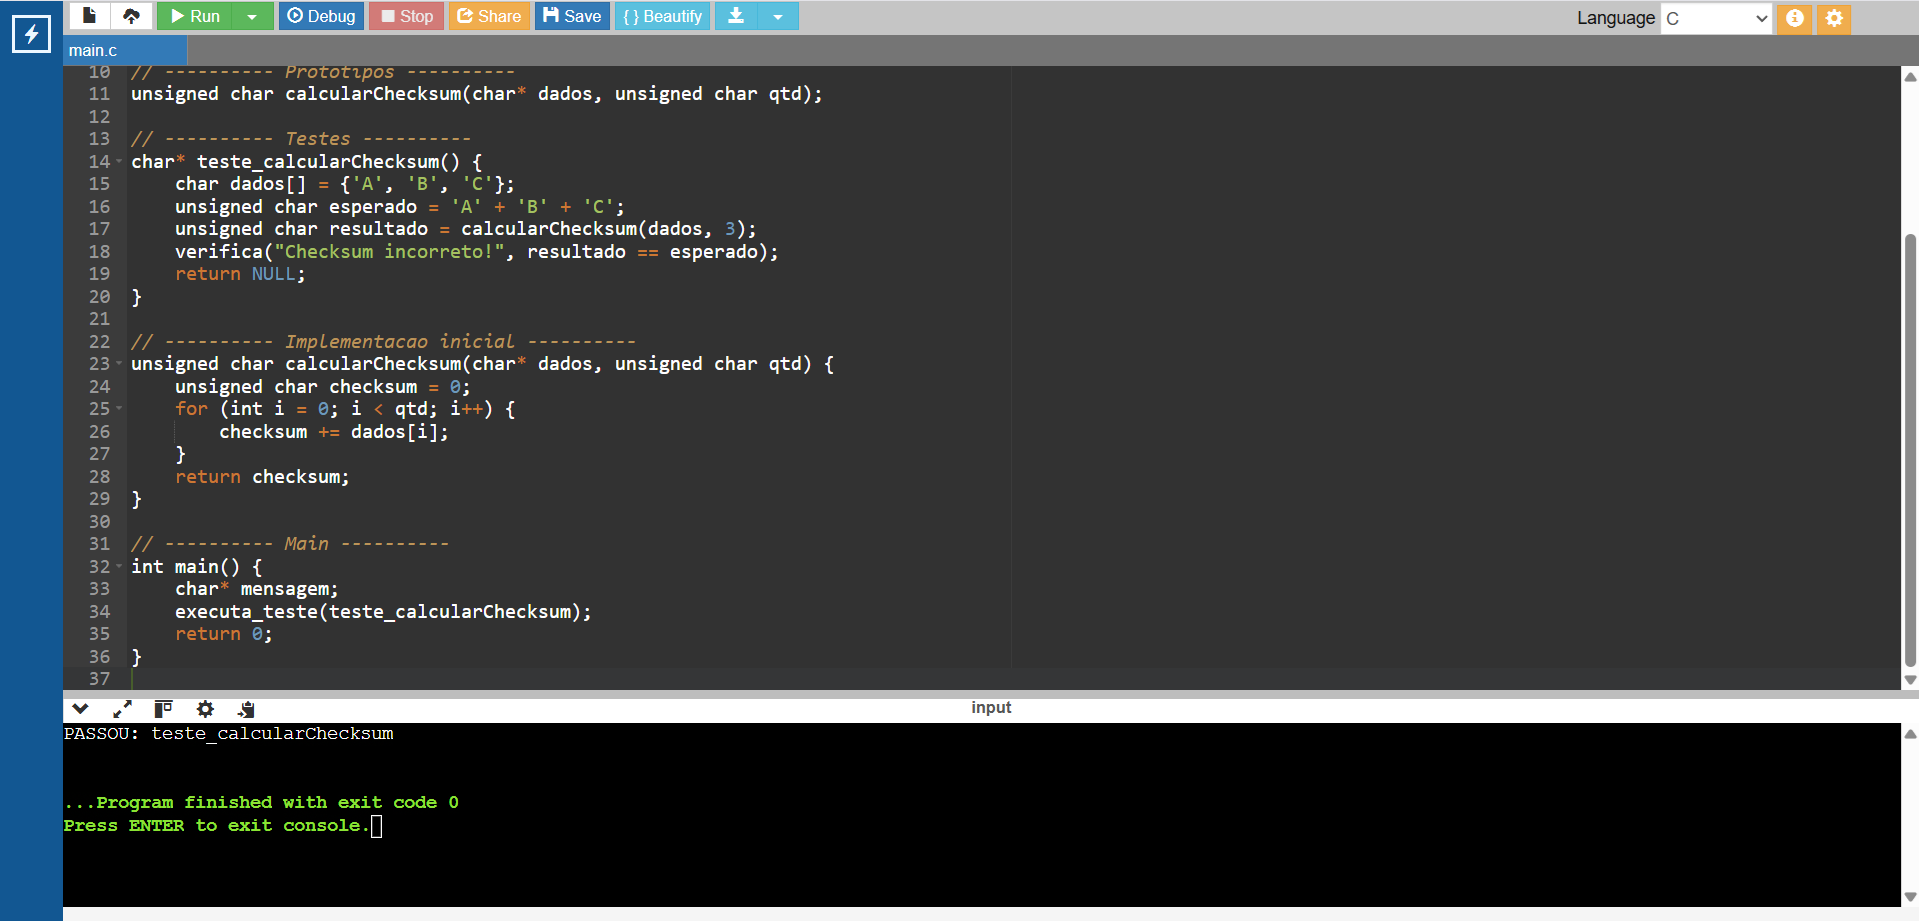 Run Debug Stop Share Save {} Beautify Language C
main.c
10 // ---------- Prototipos ----------
11 unsigned char calcularChecksum(char* dados, unsigned char qtd);
12
13 // ---------- Testes ----------
14 char* teste_calcularChecksum() {
15     char dados[] = {'A', 'B', 'C'};
16     unsigned char esperado = 'A' + 'B' + 'C';
17     unsigned char resultado = calcularChecksum(dados, 3);
18     verifica("Checksum incorreto!", resultado == esperado);
19     return NULL;
20 }
21
22 // ---------- Implementacao inicial ----------
23 unsigned char calcularChecksum(char* dados, unsigned char qtd) {
24     unsigned char checksum = 0;
25     for (int i = 0; i < qtd; i++) {
26         checksum += dados[i];
27     }
28     return checksum;
29 }
30
31 // ---------- Main ----------
32 int main() {
33     char* mensagem;
34     executa_teste(teste_calcularChecksum);
35     return 0;
36 }
37
input
PASSOU: teste_calcularChecksum
...Program finished with exit code 0
Press ENTER to exit console.